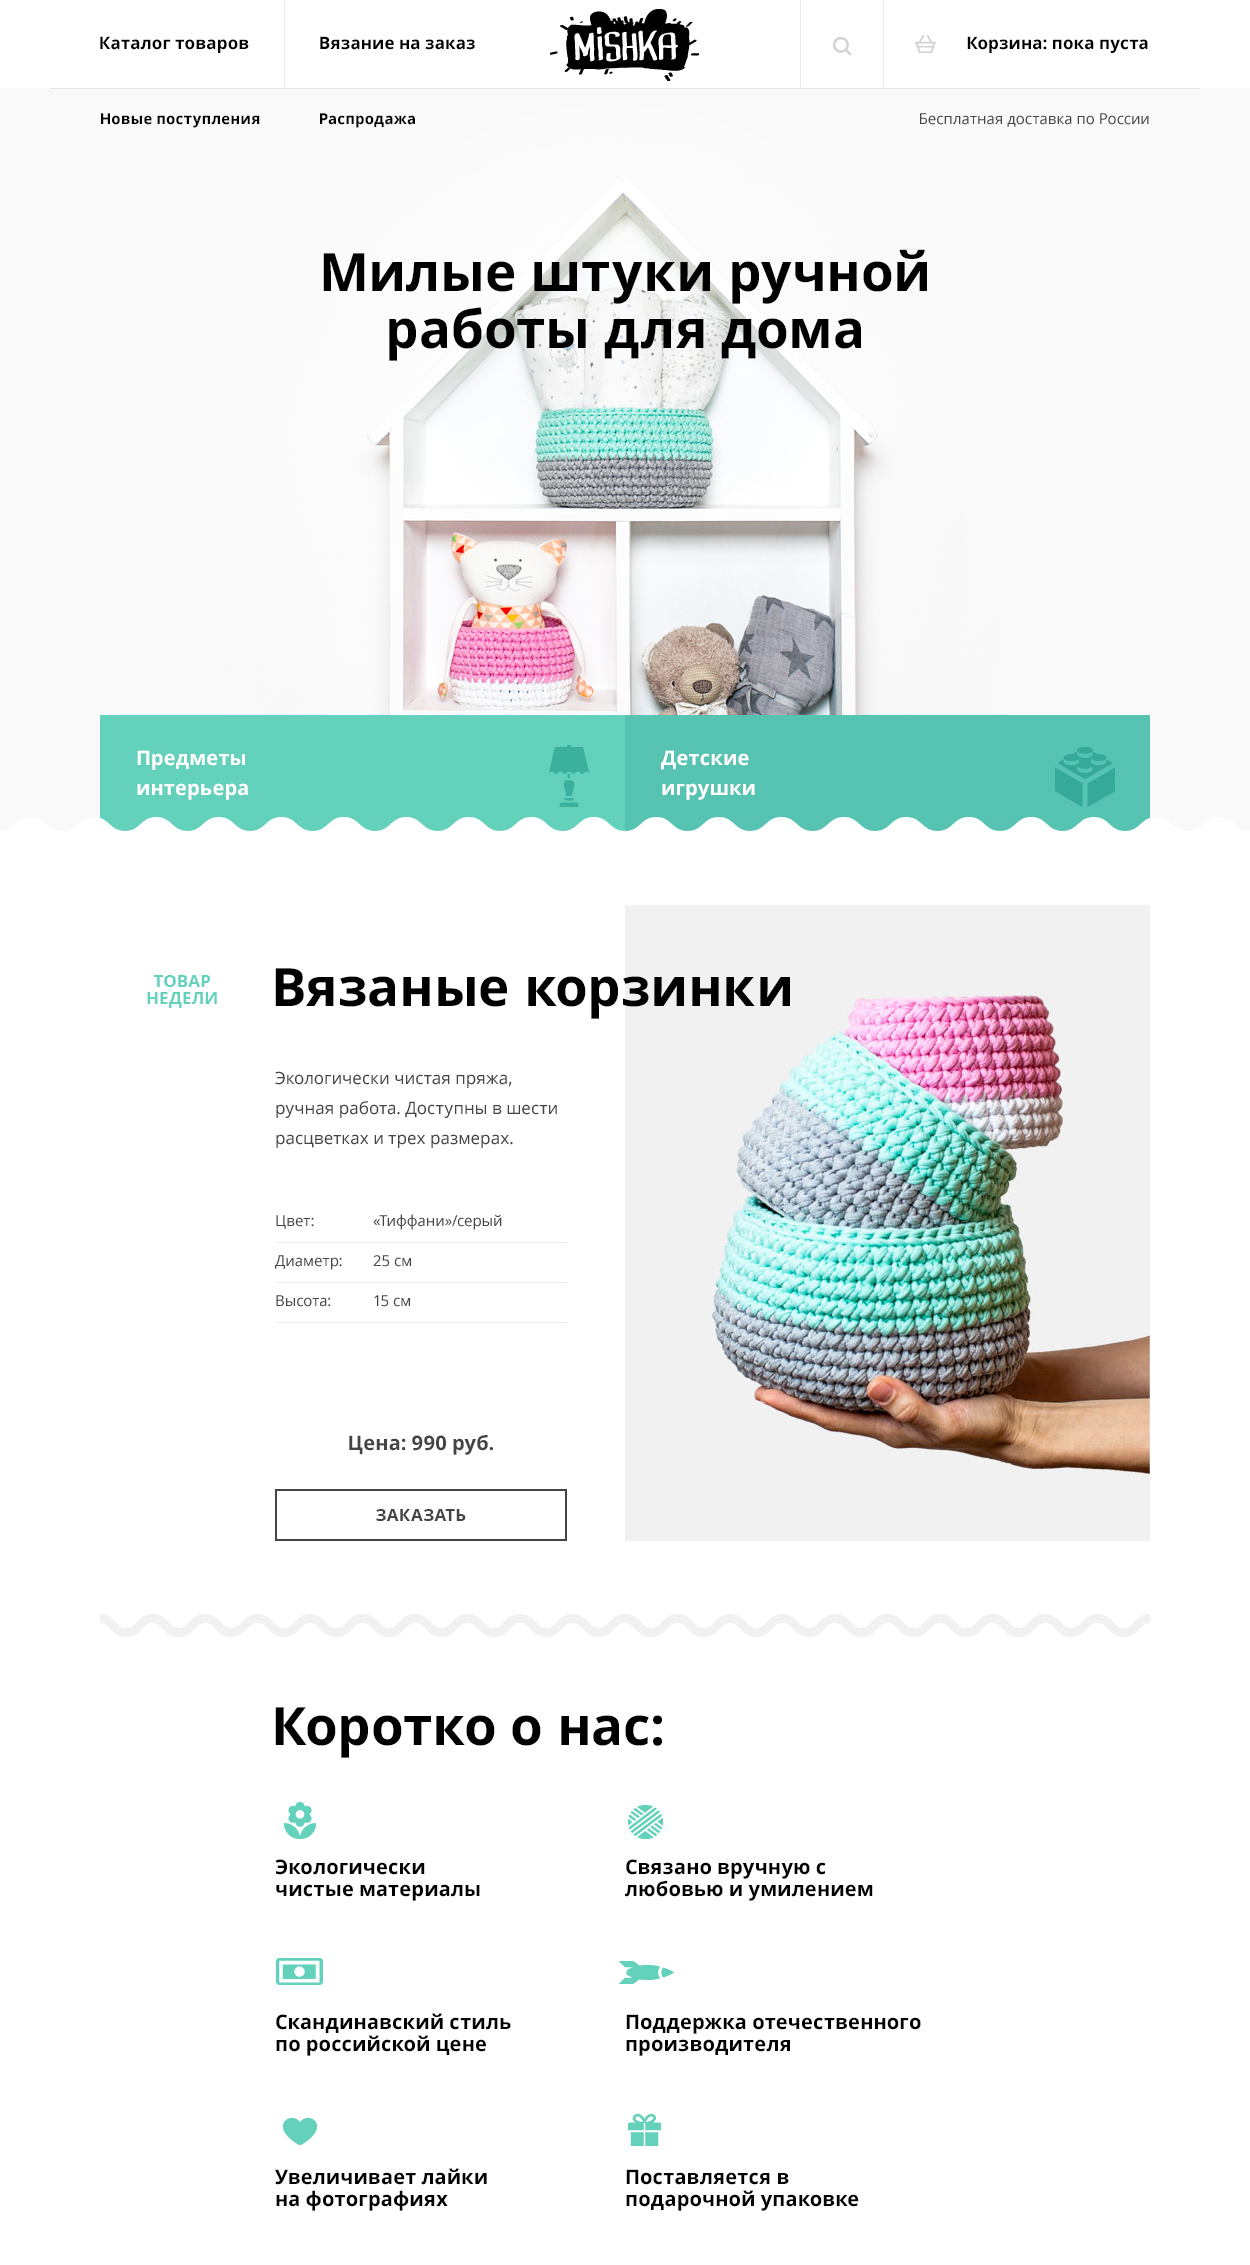 Каталог товаров
Вязание на заказ
MiSHKA
Корзина: пока пуста
Новые поступления
Распродажа
Бесплатная доставка по России
Милые штуки ручной
работы для дома
Предметы
интерьера
Детские
игрушки
ТОВАР
НЕДЕЛИ
Вязаные корзинки
Экологически чистая пряжа,
ручная работа. Доступны в шести
расцветках и трех размерах.
Цвет: «Тиффани»/серый
Диаметр: 25 см
Высота: 15 см
Цена: 990 руб.
ЗАКАЗАТЬ
Коротко о нас:
Экологически
чистые материалы
Связано вручную с
любовью и умилением
Скандинавский стиль
по российской цене
Поддержка отечественного
производителя
Увеличивает лайки
на фотографиях
Поставляется в
подарочной упаковке